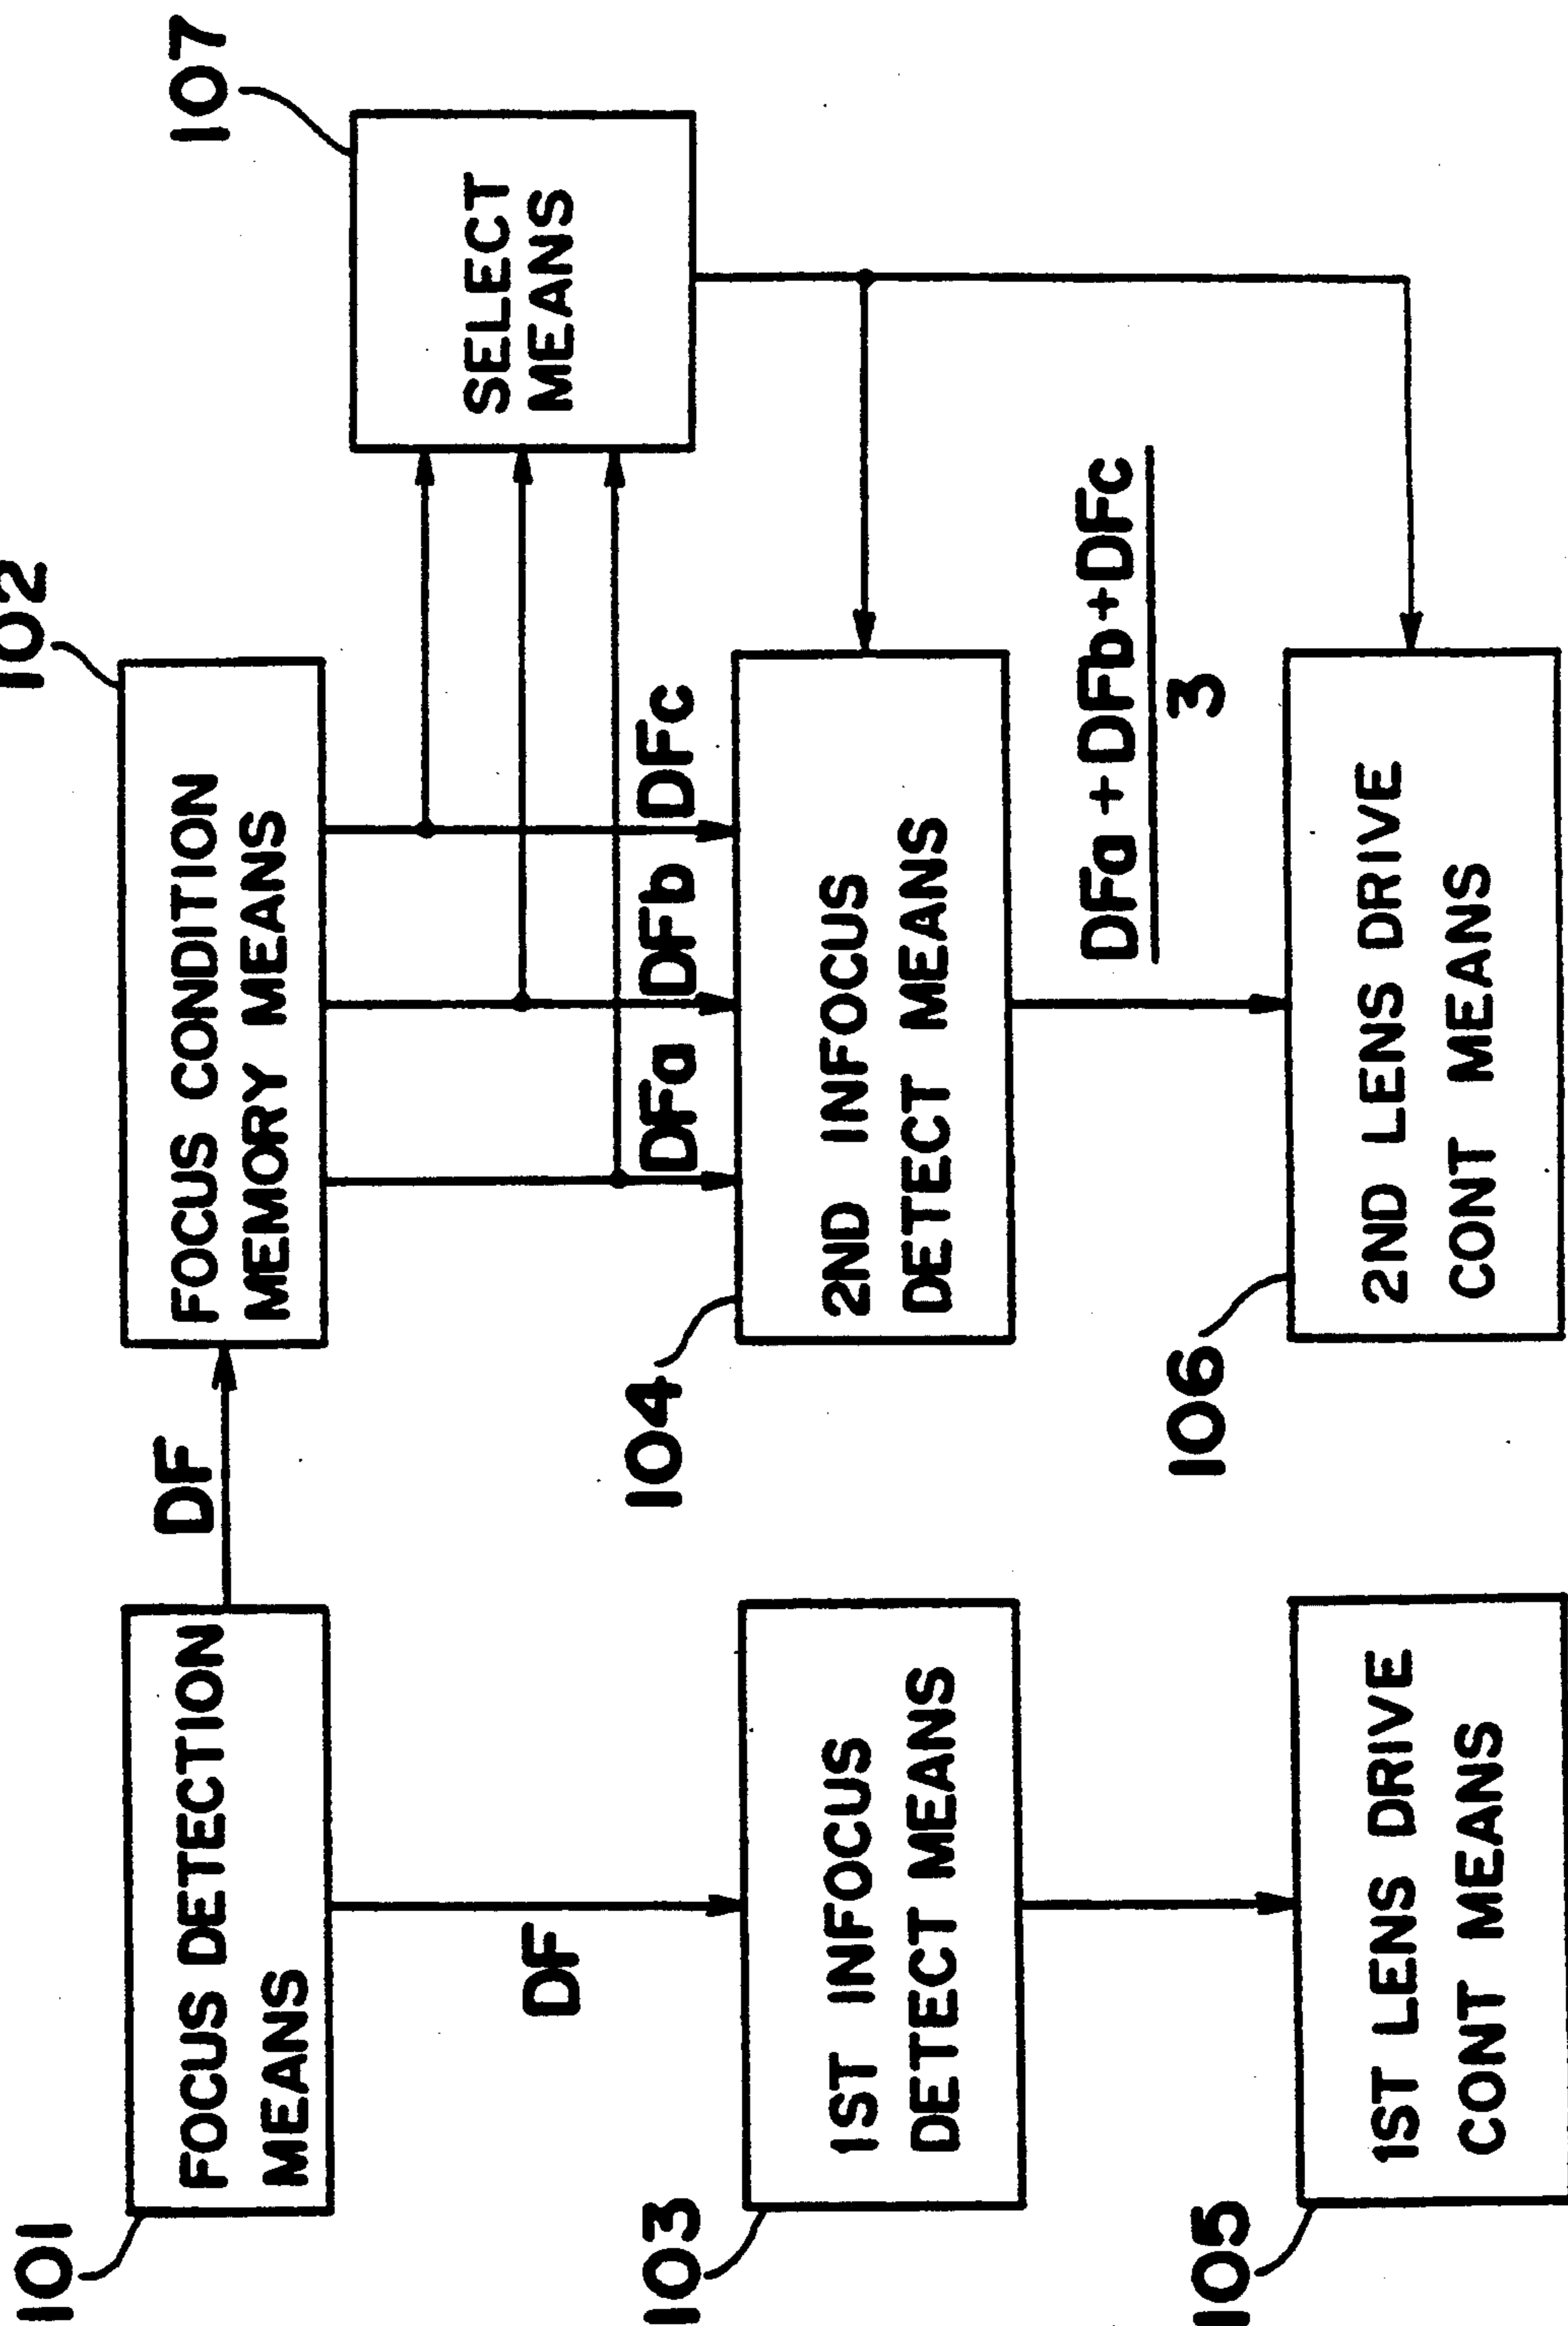 101
FOCUS DETECTION
MEANS
DF
102
FOCUS CONDITION
MEMORY MEANS
107
SELECT
MEANS
DF
DFa
DFb
DFc
103
1ST INFOCUS
DETECT MEANS
104
2ND INFOCUS
DETECT MEANS
DFa + DFb + DFc
3
105
1ST LENS DRIVE
CONT MEANS
106
2ND LENS DRIVE
CONT MEANS